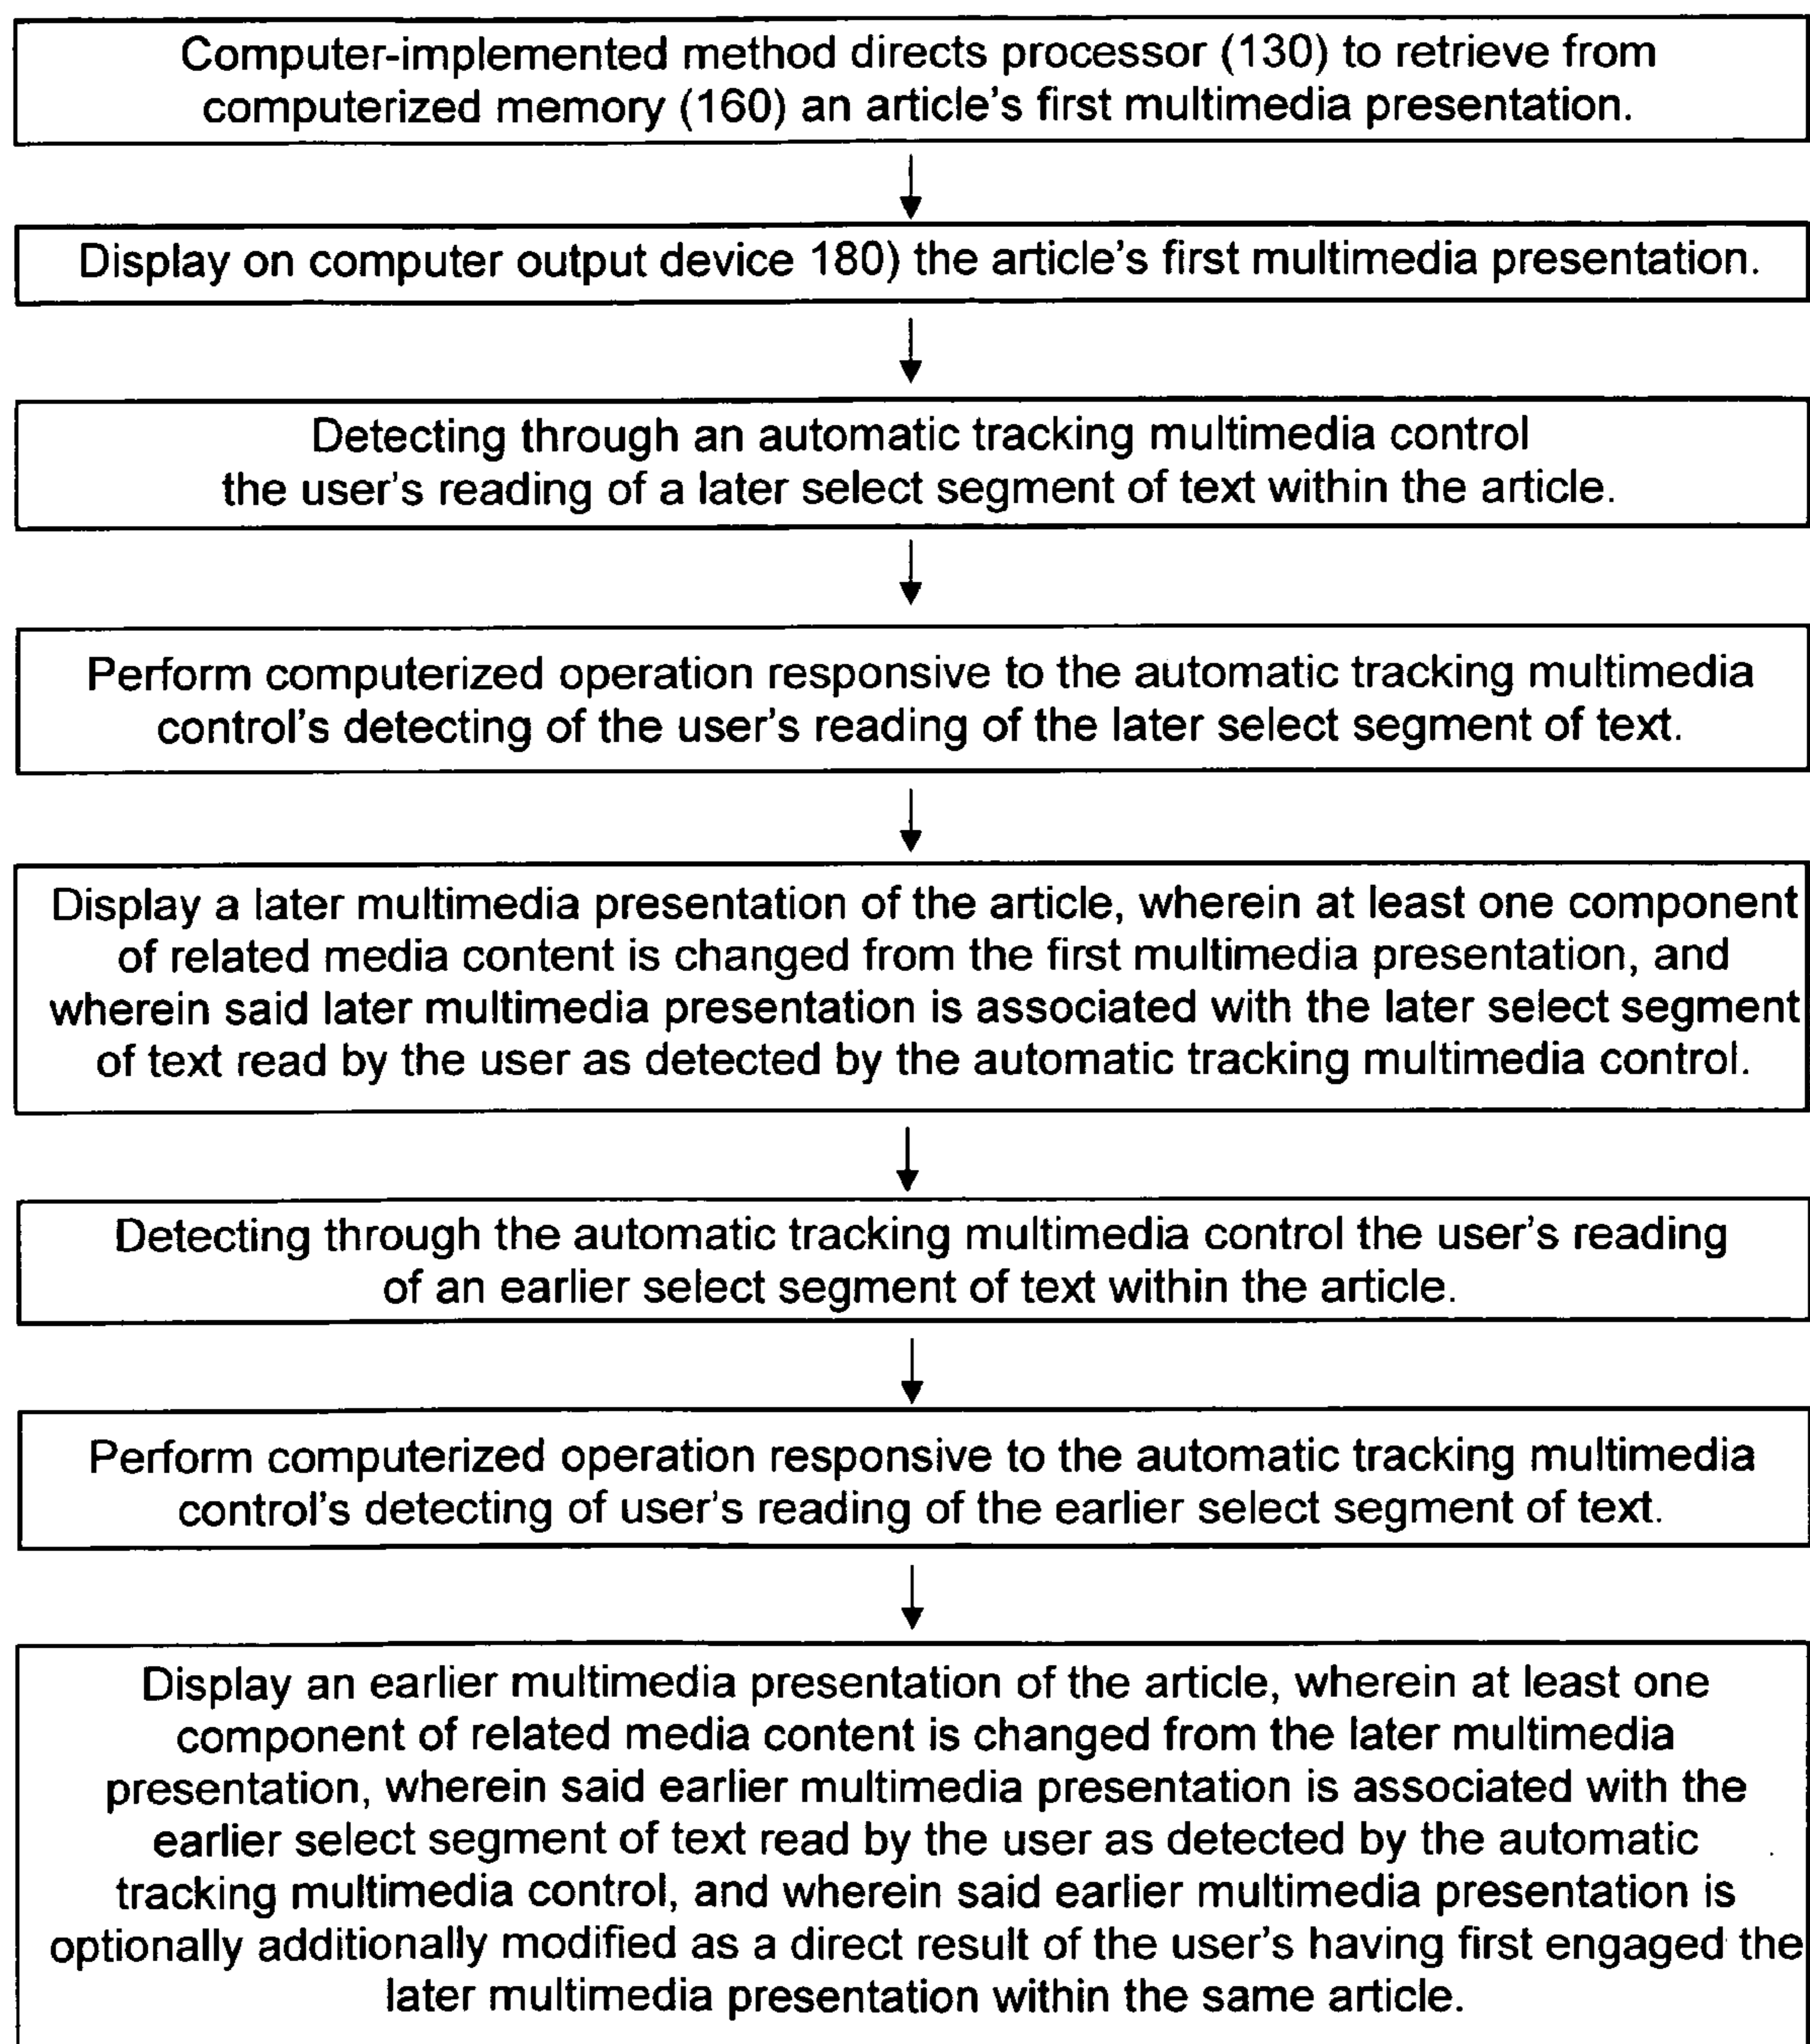 Computer-implemented method directs processor (130) to retrieve from
computerized memory (160) an article's first multimedia presentation.
Display on computer output device 180) the article's first multimedia presentation.
Detecting through an automatic tracking multimedia control
the user's reading of a later select segment of text within the article.
Perform computerized operation responsive to the automatic tracking multimedia
control's detecting of the user's reading of the later select segment of text.
Display a later multimedia presentation of the article, wherein at least one component
of related media content is changed from the first multimedia presentation, and
wherein said later multimedia presentation is associated with the later select segment
of text read by the user as detected by the automatic tracking multimedia control.
Detecting through the automatic tracking multimedia control the user's reading
of an earlier select segment of text within the article.
Perform computerized operation responsive to the automatic tracking multimedia
control's detecting of user's reading of the earlier select segment of text.
Display an earlier multimedia presentation of the article, wherein at least one
component of related media content is changed from the later multimedia
presentation, wherein said earlier multimedia presentation is associated with the
earlier select segment of text read by the user as detected by the automatic
tracking multimedia control, and wherein said earlier multimedia presentation is
optionally additionally modified as a direct result of the user's having first engaged the
later multimedia presentation within the same article.